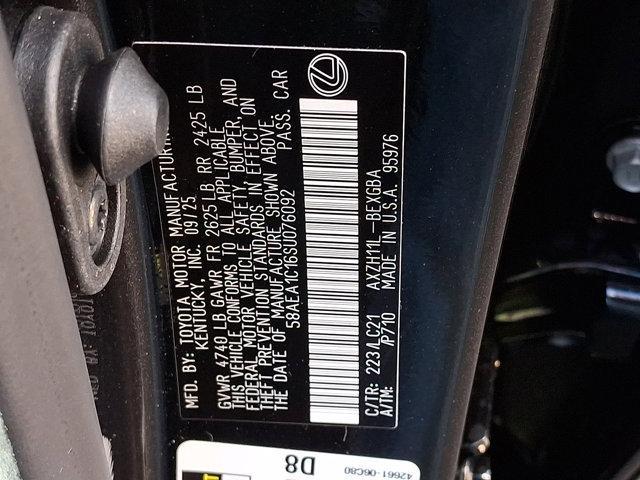 MFD. BY: TOYOTA MOTOR MANUFACTURIN
KENTUCKY, INC. 09/25
GVWR 4740 LB GAWR FR 2625 LB RR 2425 LB
THIS VEHICLE CONFORMS TO ALL APPLICABLE
FEDERAL MOTOR VEHICLE SAFETY, BUMPER, AND
THEFT PREVENTION STANDARDS IN EFFECT ON
THE DATE OF MANUFACTURE SHOWN ABOVE.
58AEA1C16SU076092 PASS. CAR
C/TR: 223/LC21 AXZH11L-BEXGBA
A/TM: /P710 MADE IN U.S.A. 95976
D8
42661-06C80